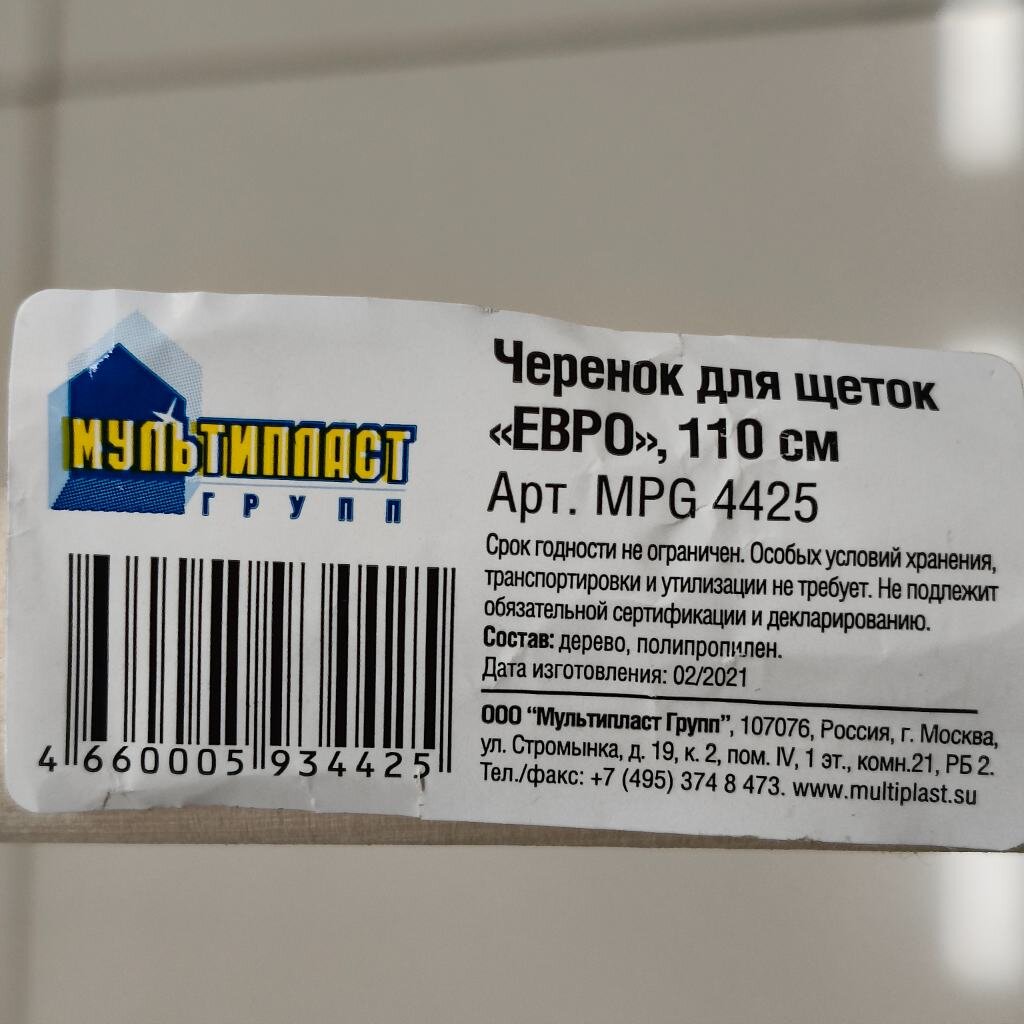 МУЛЬТИПЛАСТ
ГРУПП
4 660005 934425
Черенок для щеток
«ЕВРО», 110 см
Арт. MPG 4425
Срок годности не ограничен. Особых условий хранения,
транспортировки и утилизации не требует. Не подлежит
обязательной сертификации и декларированию.
Состав: дерево, полипропилен.
Дата изготовления: 02/2021
ООО “Мультипласт Групп”, 107076, Россия, г. Москва,
ул. Стромынка, д. 19, к. 2, пом. IV, 1 эт., комн.21, РБ 2.
Тел./факс: +7 (495) 374 8 473. www.multiplast.su